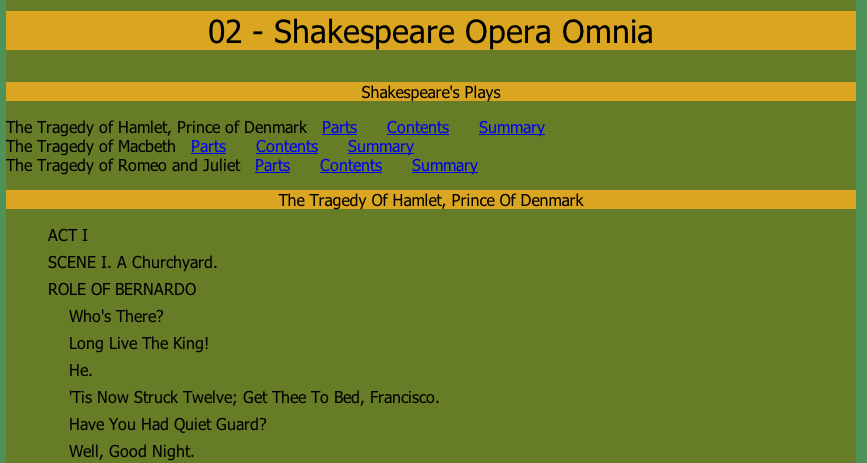 02 - Shakespeare Opera Omnia
Shakespeare's Plays
The Tragedy of Hamlet, Prince of Denmark Parts Contents Summary
The Tragedy of Macbeth Parts Contents Summary
The Tragedy of Romeo and Juliet Parts Contents Summary
The Tragedy Of Hamlet, Prince Of Denmark
ACT I
SCENE I. A Churchyard.
ROLE OF BERNARDO
Who's There?
Long Live The King!
He.
'Tis Now Struck Twelve; Get Thee To Bed, Francisco.
Have You Had Quiet Guard?
Well, Good Night.